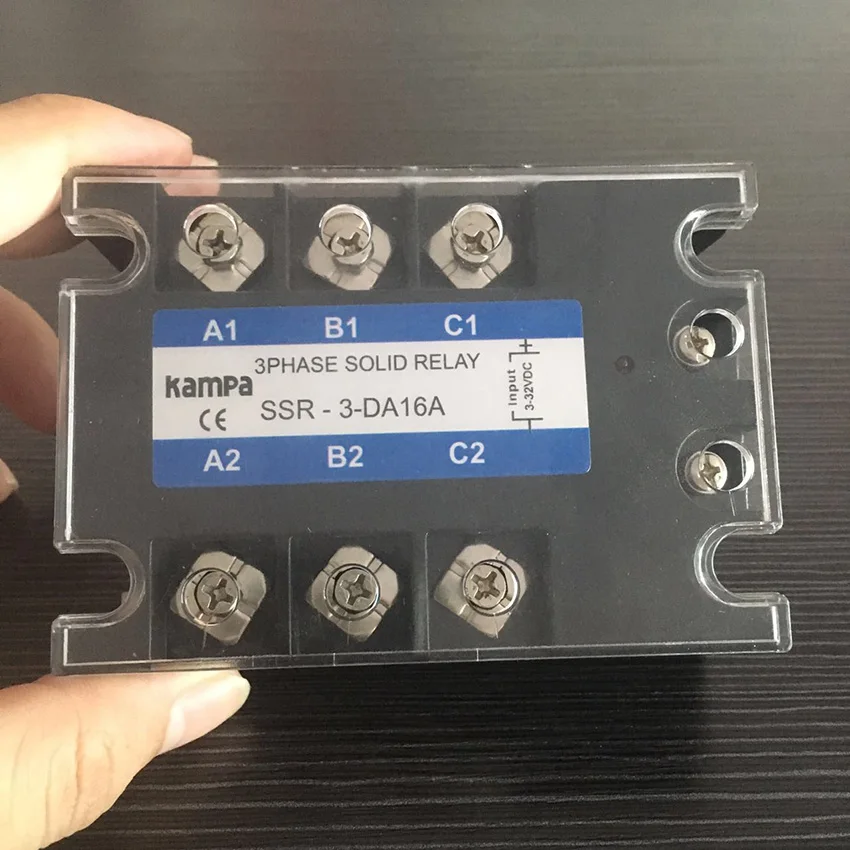 A1 B1 C1
3PHASE SOLID RELAY
kampa
CE
SSR - 3-DA16A
Input
3-32VDC
+
-
A2 B2 C2